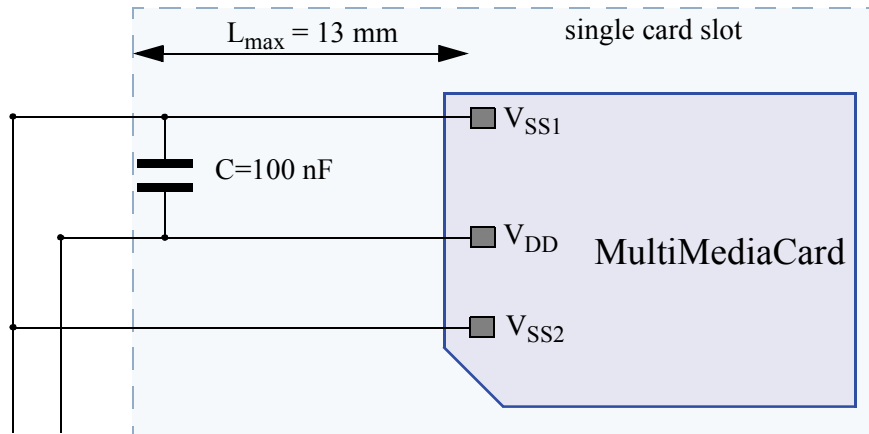 L_max = 13 mm
single card slot
V_SS1
C=100 nF
V_DD
MultiMediaCard
V_SS2